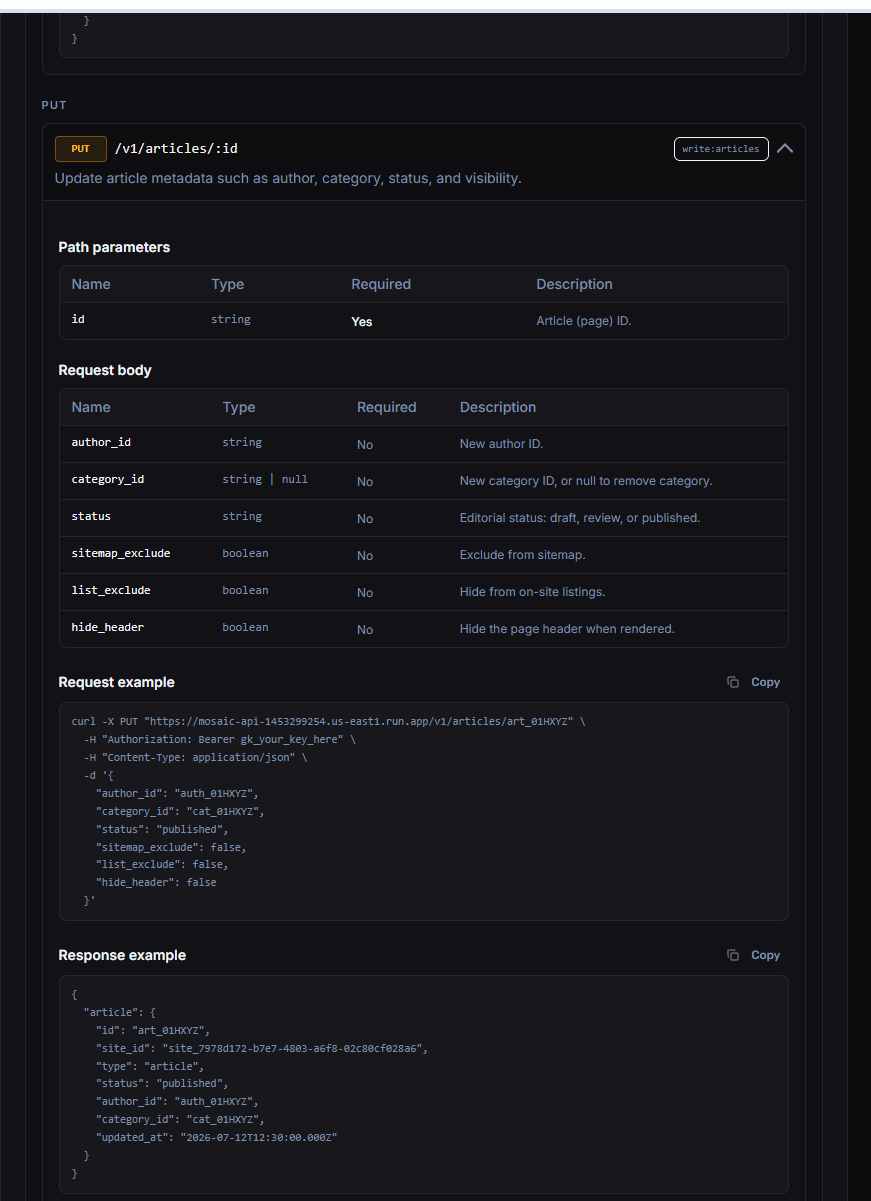 }
}
PUT
PUT /v1/articles/:id write:articles
Update article metadata such as author, category, status, and visibility.
Path parameters
Name Type Required Description
id string Yes Article (page) ID.
Request body
Name Type Required Description
author_id string No New author ID.
category_id string | null No New category ID, or null to remove category.
status string No Editorial status: draft, review, or published.
sitemap_exclude boolean No Exclude from sitemap.
list_exclude boolean No Hide from on-site listings.
hide_header boolean No Hide the page header when rendered.
Request example Copy
curl -X PUT "https://mosaic-api-1453299254.us-east1.run.app/v1/articles/art_01HXYZ" \
-H "Authorization: Bearer gk_your_key_here" \
-H "Content-Type: application/json" \
-d '{
"author_id": "auth_01HXYZ",
"category_id": "cat_01HXYZ",
"status": "published",
"sitemap_exclude": false,
"list_exclude": false,
"hide_header": false
}'
Response example Copy
{
"article": {
"id": "art_01HXYZ",
"site_id": "site_7978d172-b7e7-4803-a6f8-02c80cf028a6",
"type": "article",
"status": "published",
"author_id": "auth_01HXYZ",
"category_id": "cat_01HXYZ",
"updated_at": "2026-07-12T12:30:00.000Z"
}
}